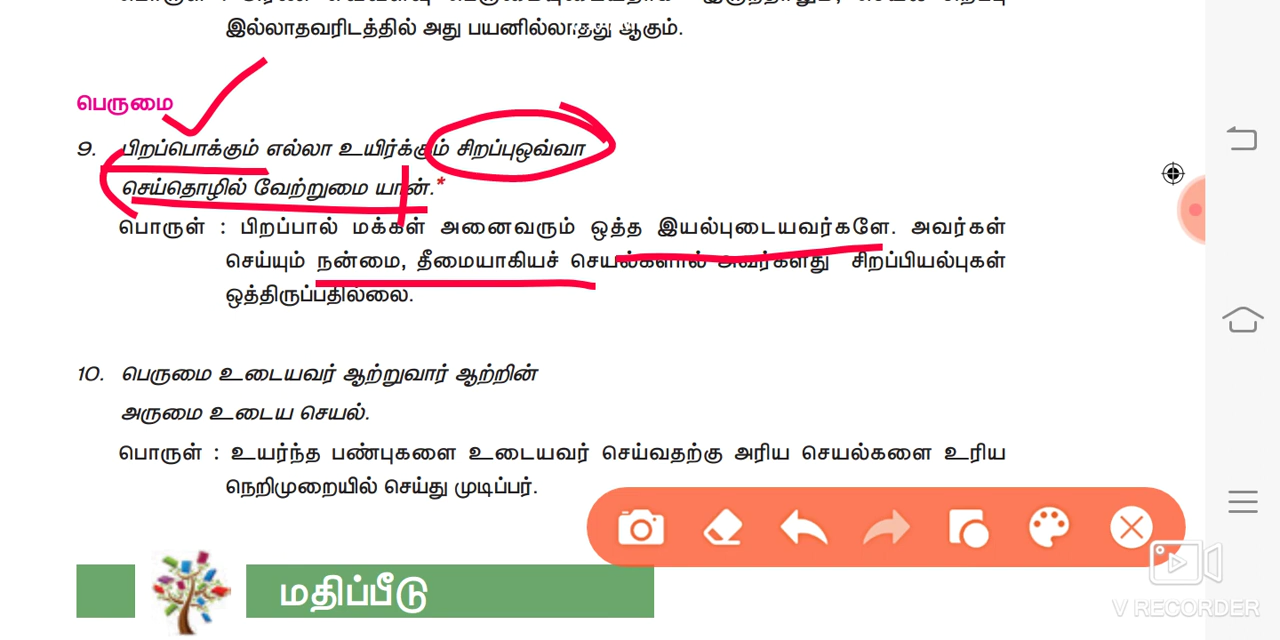 இல்லாதவரிடத்தில் அது பயனில்லாதது ஆகும்.
பெருமை
9. பிறப்பொக்கும் எல்லா உயிர்க்கும் சிறப்புஒவ்வா
செய்தொழில் வேற்றுமை யான்.*
பொருள் : பிறப்பால் மக்கள் அனைவரும் ஒத்த இயல்புடையவர்களே. அவர்கள்
செய்யும் நன்மை, தீமையாகியச் செயல்களால் அவர்களது சிறப்பியல்புகள்
ஒத்திருப்பதில்லை.
10. பெருமை உடையவர் ஆற்றுவார் ஆற்றின்
அருமை உடைய செயல்.
பொருள் : உயர்ந்த பண்புகளை உடையவர் செய்வதற்கு அரிய செயல்களை உரிய
நெறிமுறையில் செய்து முடிப்பர்.
மதிப்பீடு
V RECORDER